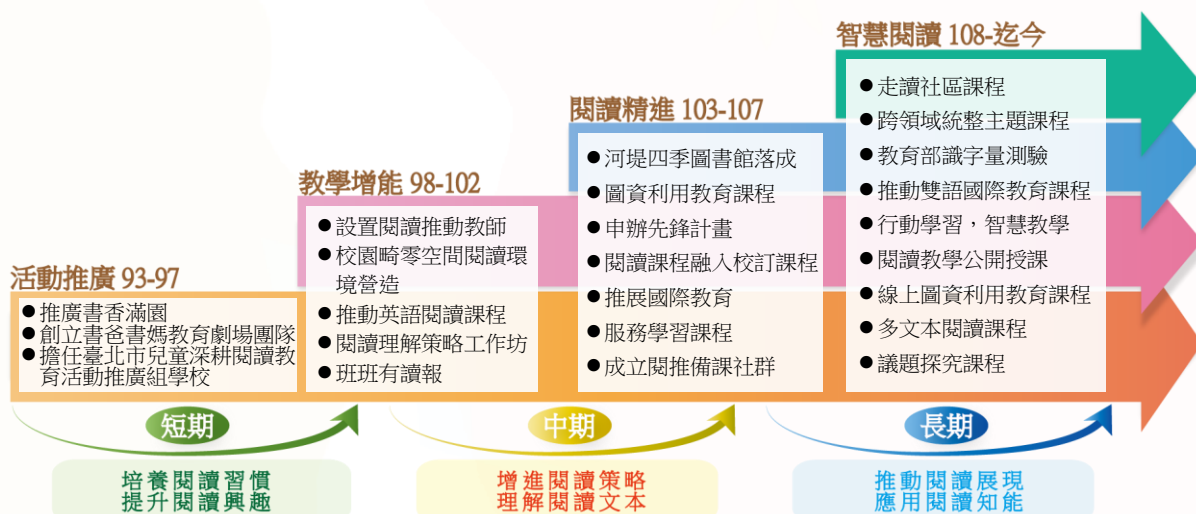 活動推廣 93-97
●推廣書香滿園
●創立書爸書媽教育劇場團隊
●擔任臺北市兒童深耕閱讀教
育活動推廣組學校
教學增能 98-102
●設置閱讀推動教師
●校園畸零空間閱讀環
境營造
●推動英語閱讀課程
●閱讀理解策略工作坊
●班班有讀報
閱讀精進 103-107
●河堤四季圖書館落成
●圖資利用教育課程
●申辦先鋒計畫
●閱讀課程融入校訂課程
●推展國際教育
●服務學習課程
●成立閱推備課社群
智慧閱讀 108-迄今
●走讀社區課程
●跨領域統整主題課程
●教育部識字量測驗
●推動雙語國際教育課程
●行動學習，智慧教學
●閱讀教學公開授課
●線上圖資利用教育課程
●多文本閱讀課程
●議題探究課程
短期
培養閱讀習慣
提升閱讀興趣
中期
增進閱讀策略
理解閱讀文本
長期
推動閱讀展現
應用閱讀知能